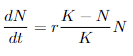 dN/dt = r (K − N)/K N